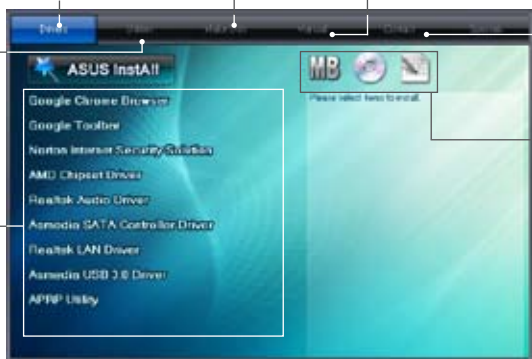 Drivers
Manual
Contact
ASUS InstAll
MB
Google Chrome Browser
Please select items to install.
Google Toolbar
Norton Internet Security Solution
AMD Chipset Driver
Realtek Audio Driver
Asmedia SATA Controller Driver
Realtek LAN Driver
Asmedia USB 3.0 Driver
APRP Utility